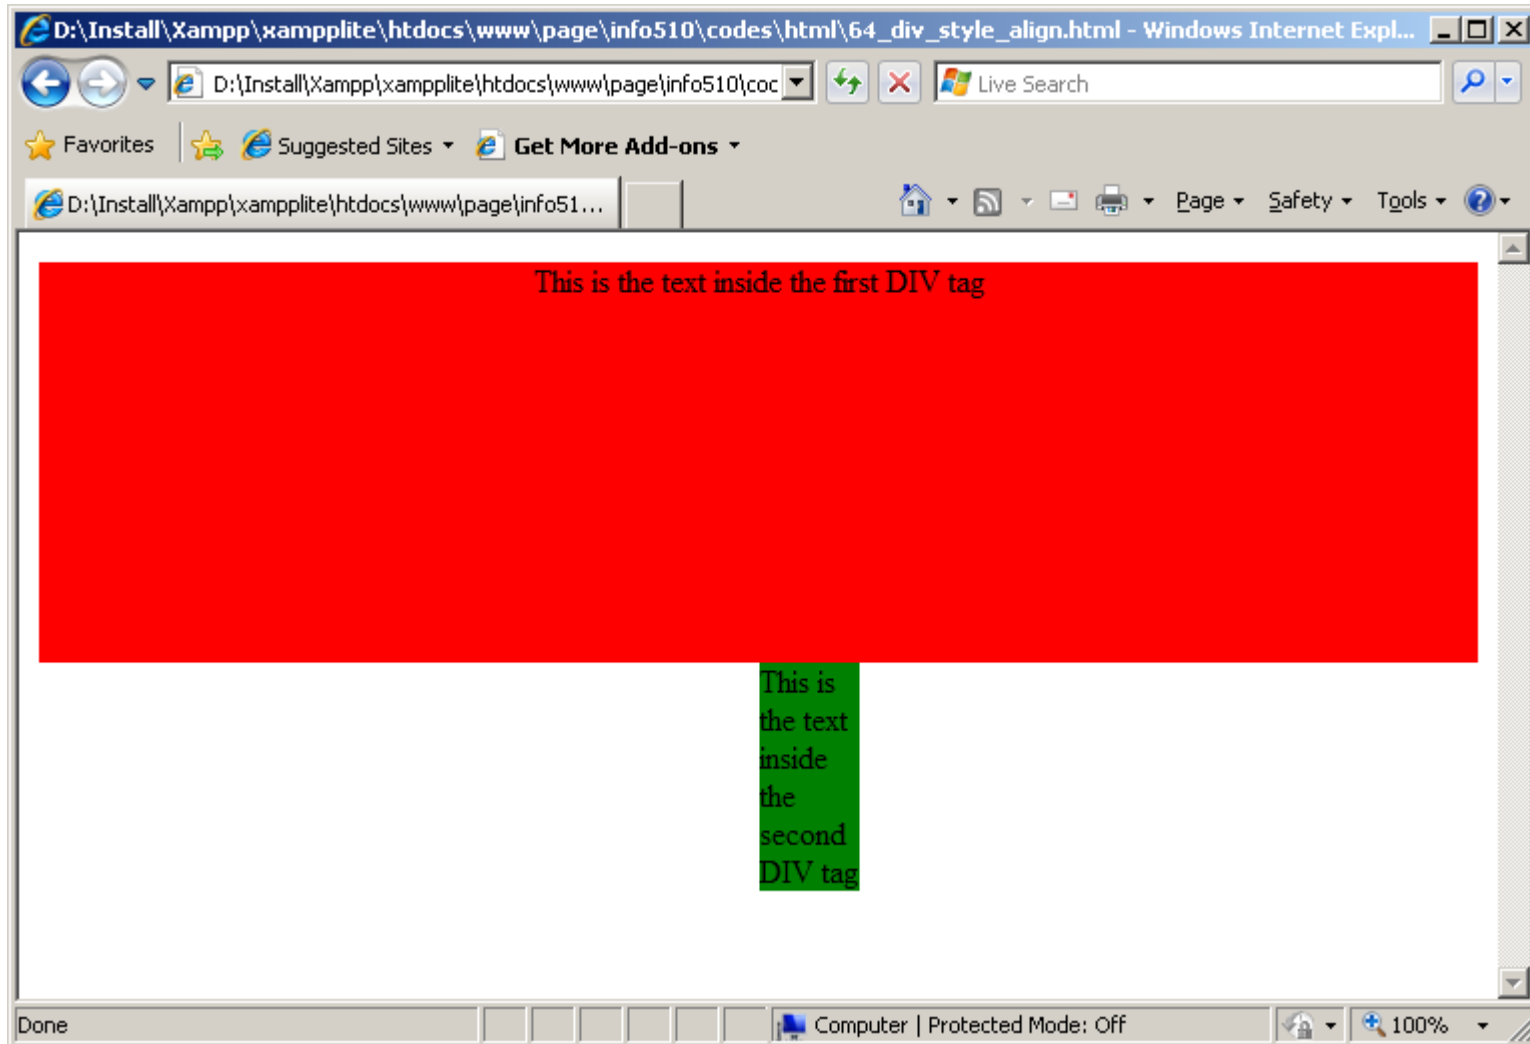 D:\Install\Xampp\xampplite\htdocs\www\page\info510\codes\html\64_div_style_align.html - Windows Internet Expl...
D:\Install\Xampp\xampplite\htdocs\www\page\info510\coc
Live Search
Favorites
Suggested Sites
Get More Add-ons
D:\Install\Xampp\xampplite\htdocs\www\page\info51...
Page
Safety
Tools
This is the text inside the first DIV tag
This is
the text
inside
the
second
DIV tag
Done
Computer | Protected Mode: Off
100%